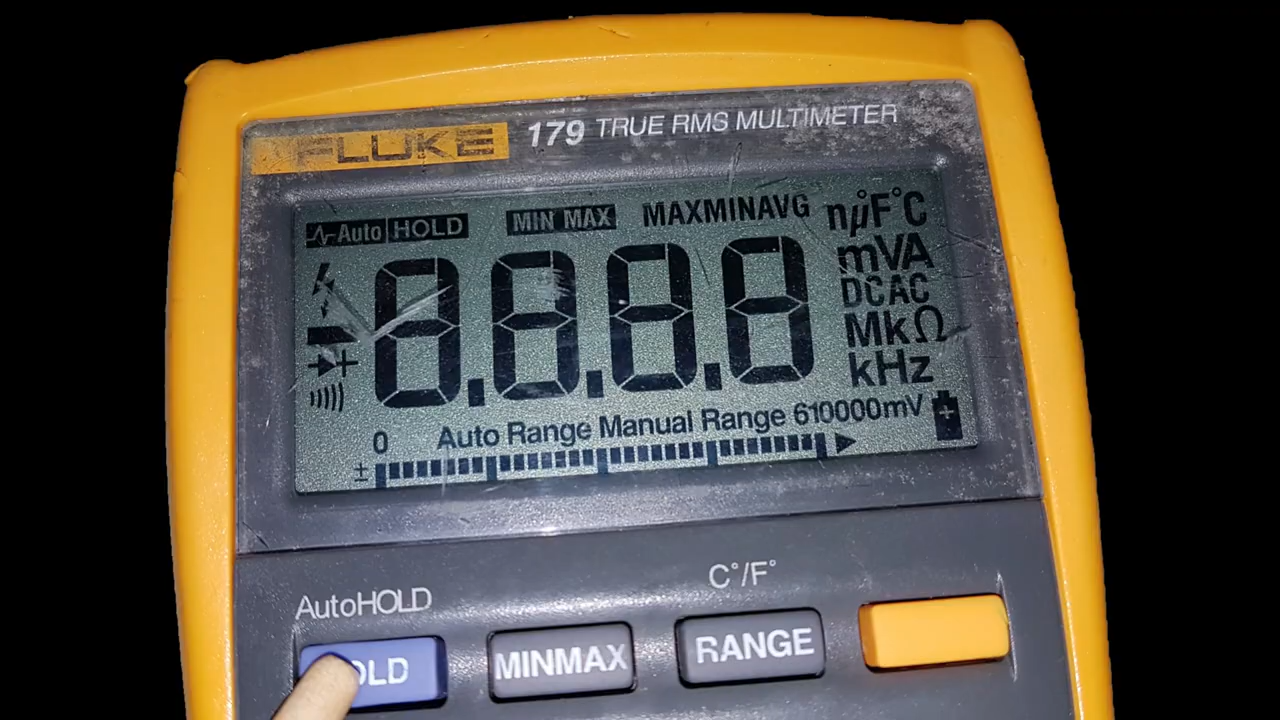 FLUKE 179 TRUE RMS MULTIMETER
Auto HOLD MIN MAX MAXMINAVG nµF°C
mVA
DCAC
8.8.8.8
MkΩ
kHz
0 Auto Range Manual Range 610000mV
±
AutoHOLD C°/F°
OLD MINMAX RANGE